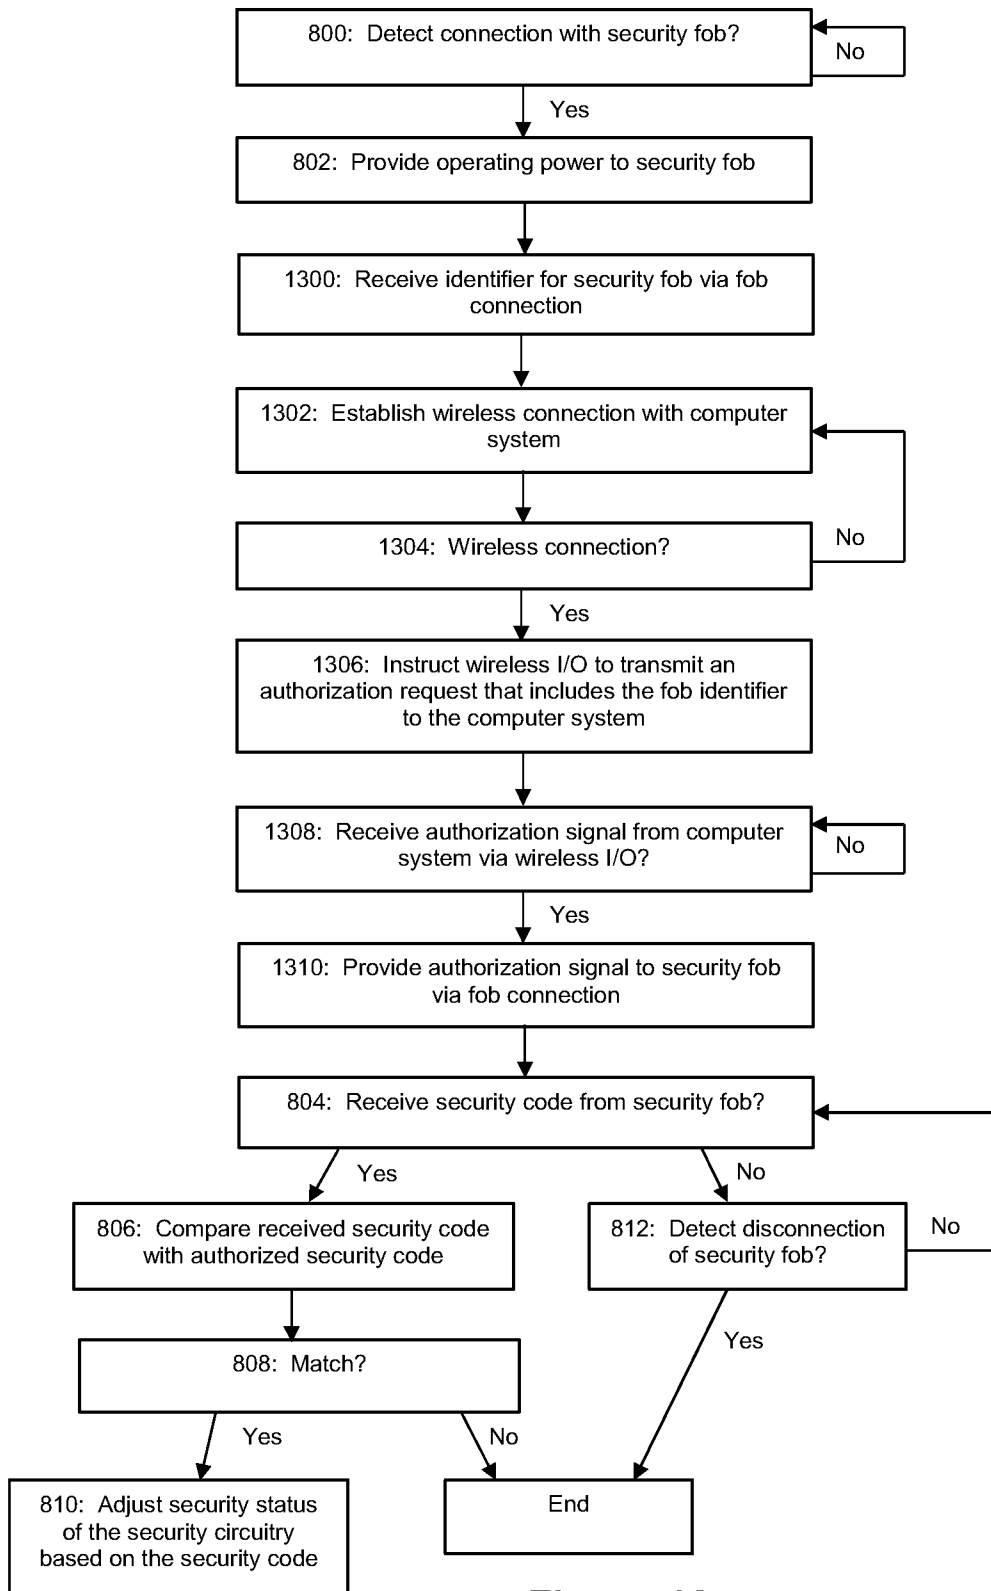 800: Detect connection with security fob?
No
Yes
802: Provide operating power to security fob
1300: Receive identifier for security fob via fob
connection
1302: Establish wireless connection with computer
system
1304: Wireless connection?
No
Yes
1306: Instruct wireless I/O to transmit an
authorization request that includes the fob identifier
to the computer system
1308: Receive authorization signal from computer
system via wireless I/O?
No
Yes
1310: Provide authorization signal to security fob
via fob connection
804: Receive security code from security fob?
Yes
No
806: Compare received security code
with authorized security code
812: Detect disconnection
of security fob?
No
808: Match?
Yes
Yes
No
810: Adjust security status
of the security circuitry
based on the security code
End